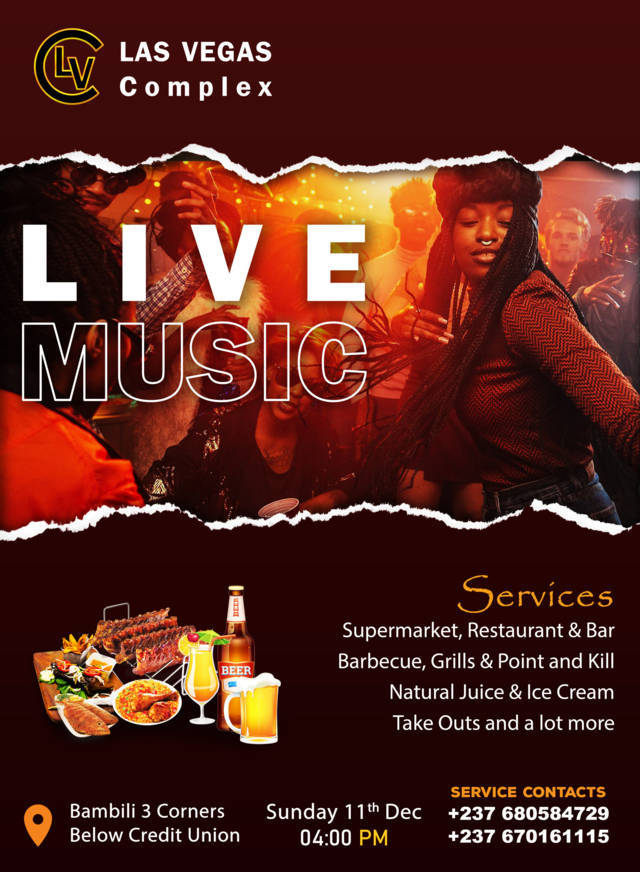 CLV
LAS VEGAS
Complex
LIVE
MUSIC
BEER
BEER
Services
Supermarket, Restaurant & Bar
Barbecue, Grills & Point and Kill
Natural Juice & Ice Cream
Take Outs and a lot more
Bambili 3 Corners
Below Credit Union
Sunday 11th Dec
04:00 PM
SERVICE CONTACTS
+237 680584729
+237 670161115